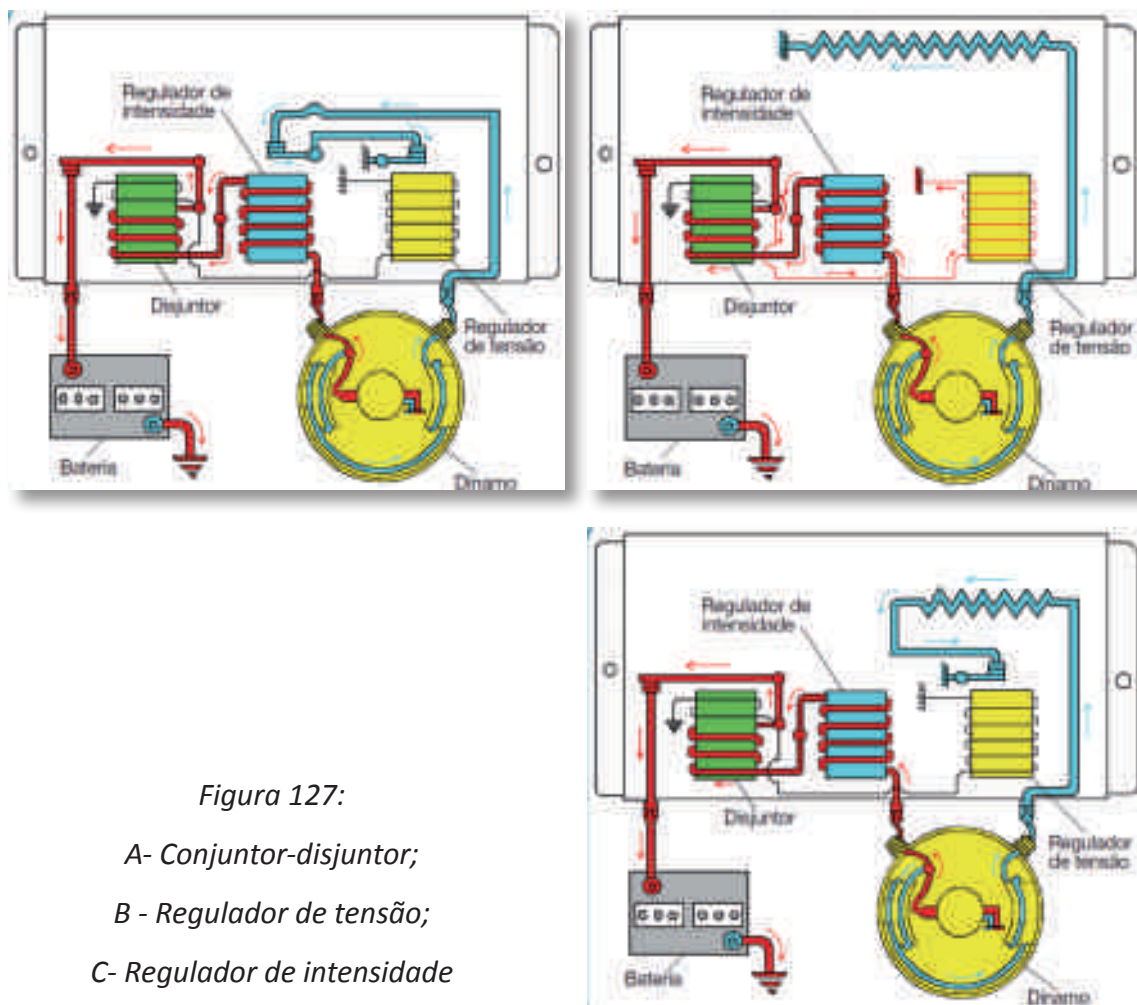 Regulador de
intensidade
Disjuntor
Regulador
de tensão
Bateria
Dínamo
Regulador de
intensidade
Disjuntor
Regulador
de tensão
Bateria
Dínamo
Regulador de
intensidade
Disjuntor
Regulador
de tensão
Bateria
Dínamo
Figura 127:
A- Conjuntor-disjuntor;
B - Regulador de tensão;
C- Regulador de intensidade